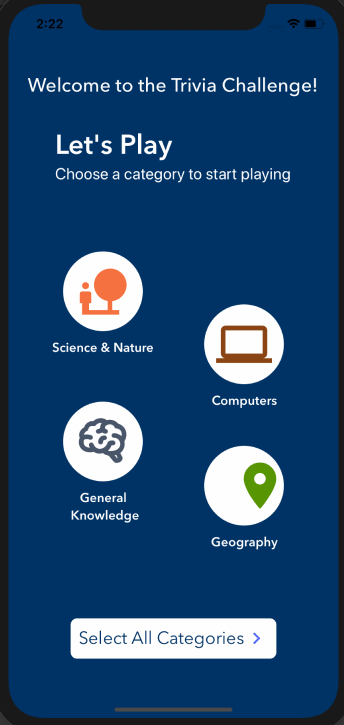 2:22
Welcome to the Trivia Challenge!
Let's Play
Choose a category to start playing
Science & Nature
Computers
General
Knowledge
Geography
Select All Categories